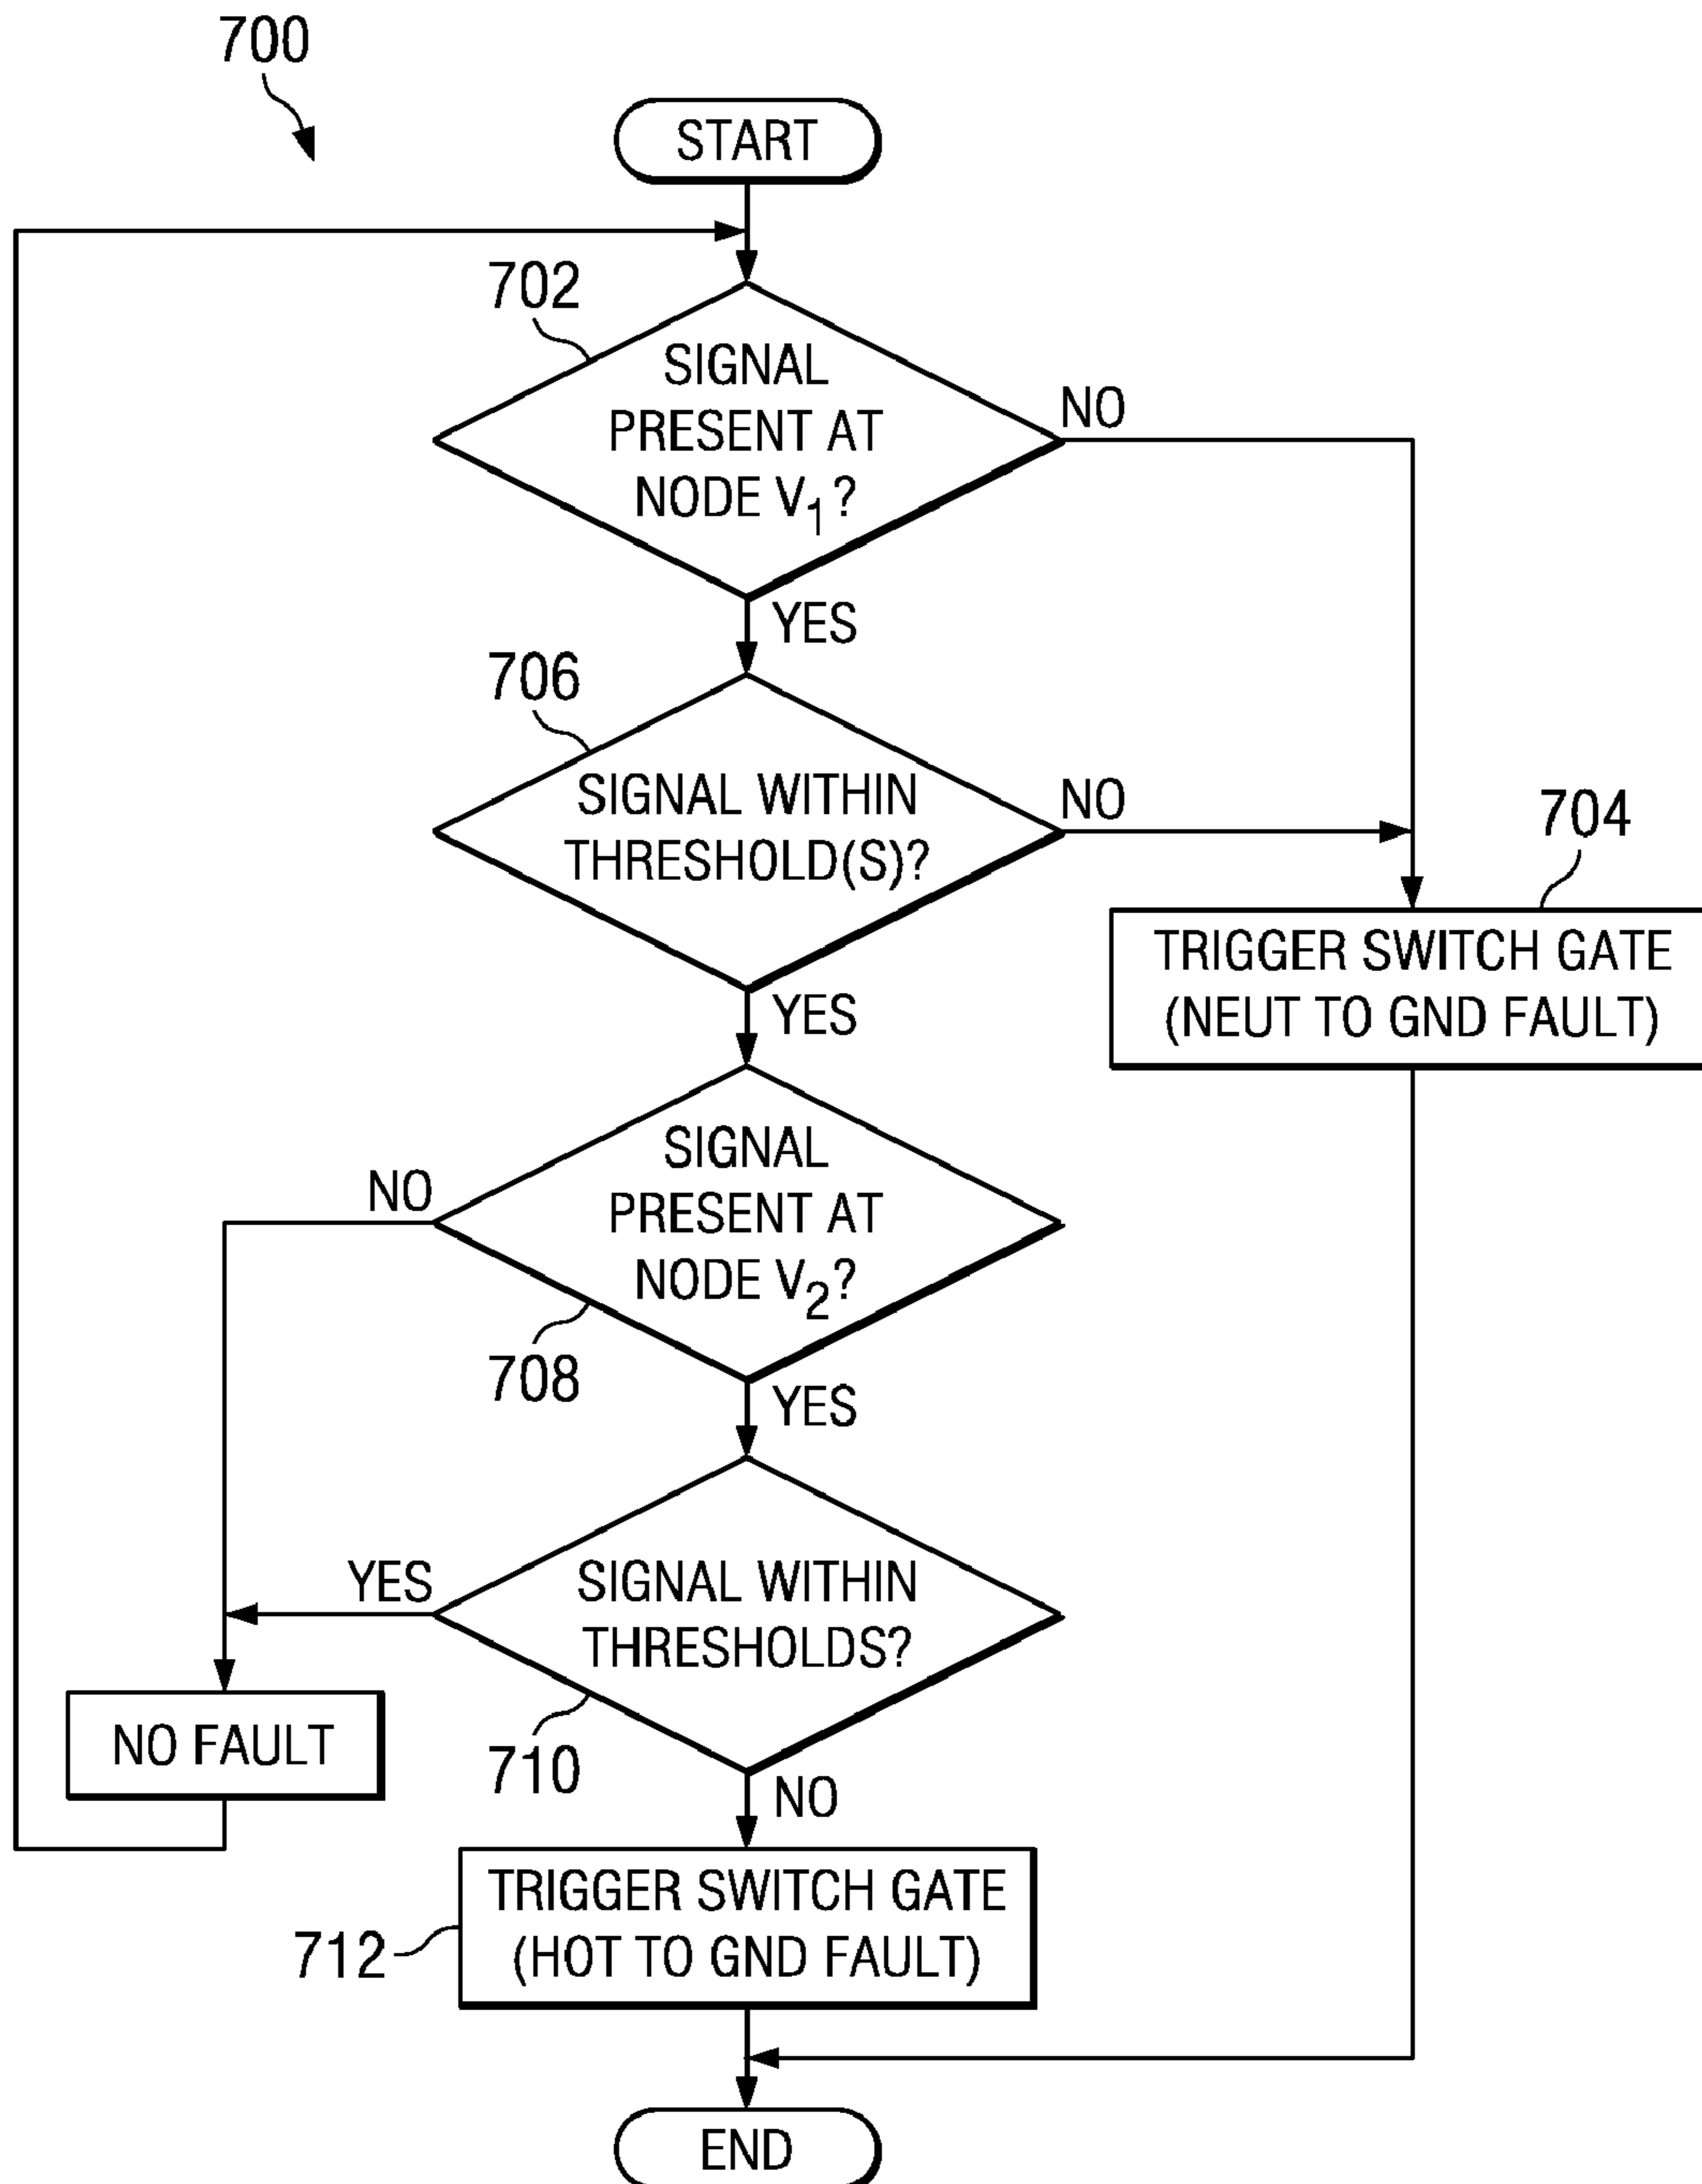 700
START
702
SIGNAL
PRESENT AT
NODE V1?
NO
YES
706
SIGNAL WITHIN
THRESHOLD(S)?
NO
704
TRIGGER SWITCH GATE
(NEUT TO GND FAULT)
YES
SIGNAL
PRESENT AT
NODE V2?
NO
708
YES
SIGNAL WITHIN
THRESHOLDS?
YES
NO FAULT
710
NO
TRIGGER SWITCH GATE
(HOT TO GND FAULT)
712
END